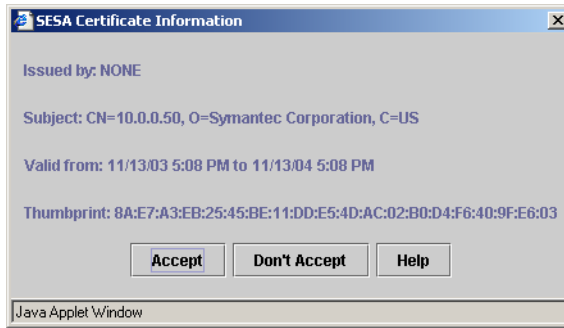 SESA Certificate Information
Issued by: NONE
Subject: CN=10.0.0.50, O=Symantec Corporation, C=US
Valid from: 11/13/03 5:08 PM to 11/13/04 5:08 PM
Thumbprint: 8A:E7:A3:EB:25:45:BE:11:DD:E5:4D:AC:02:B0:D4:F6:40:9F:E6:03
Accept Don't Accept Help
Java Applet Window